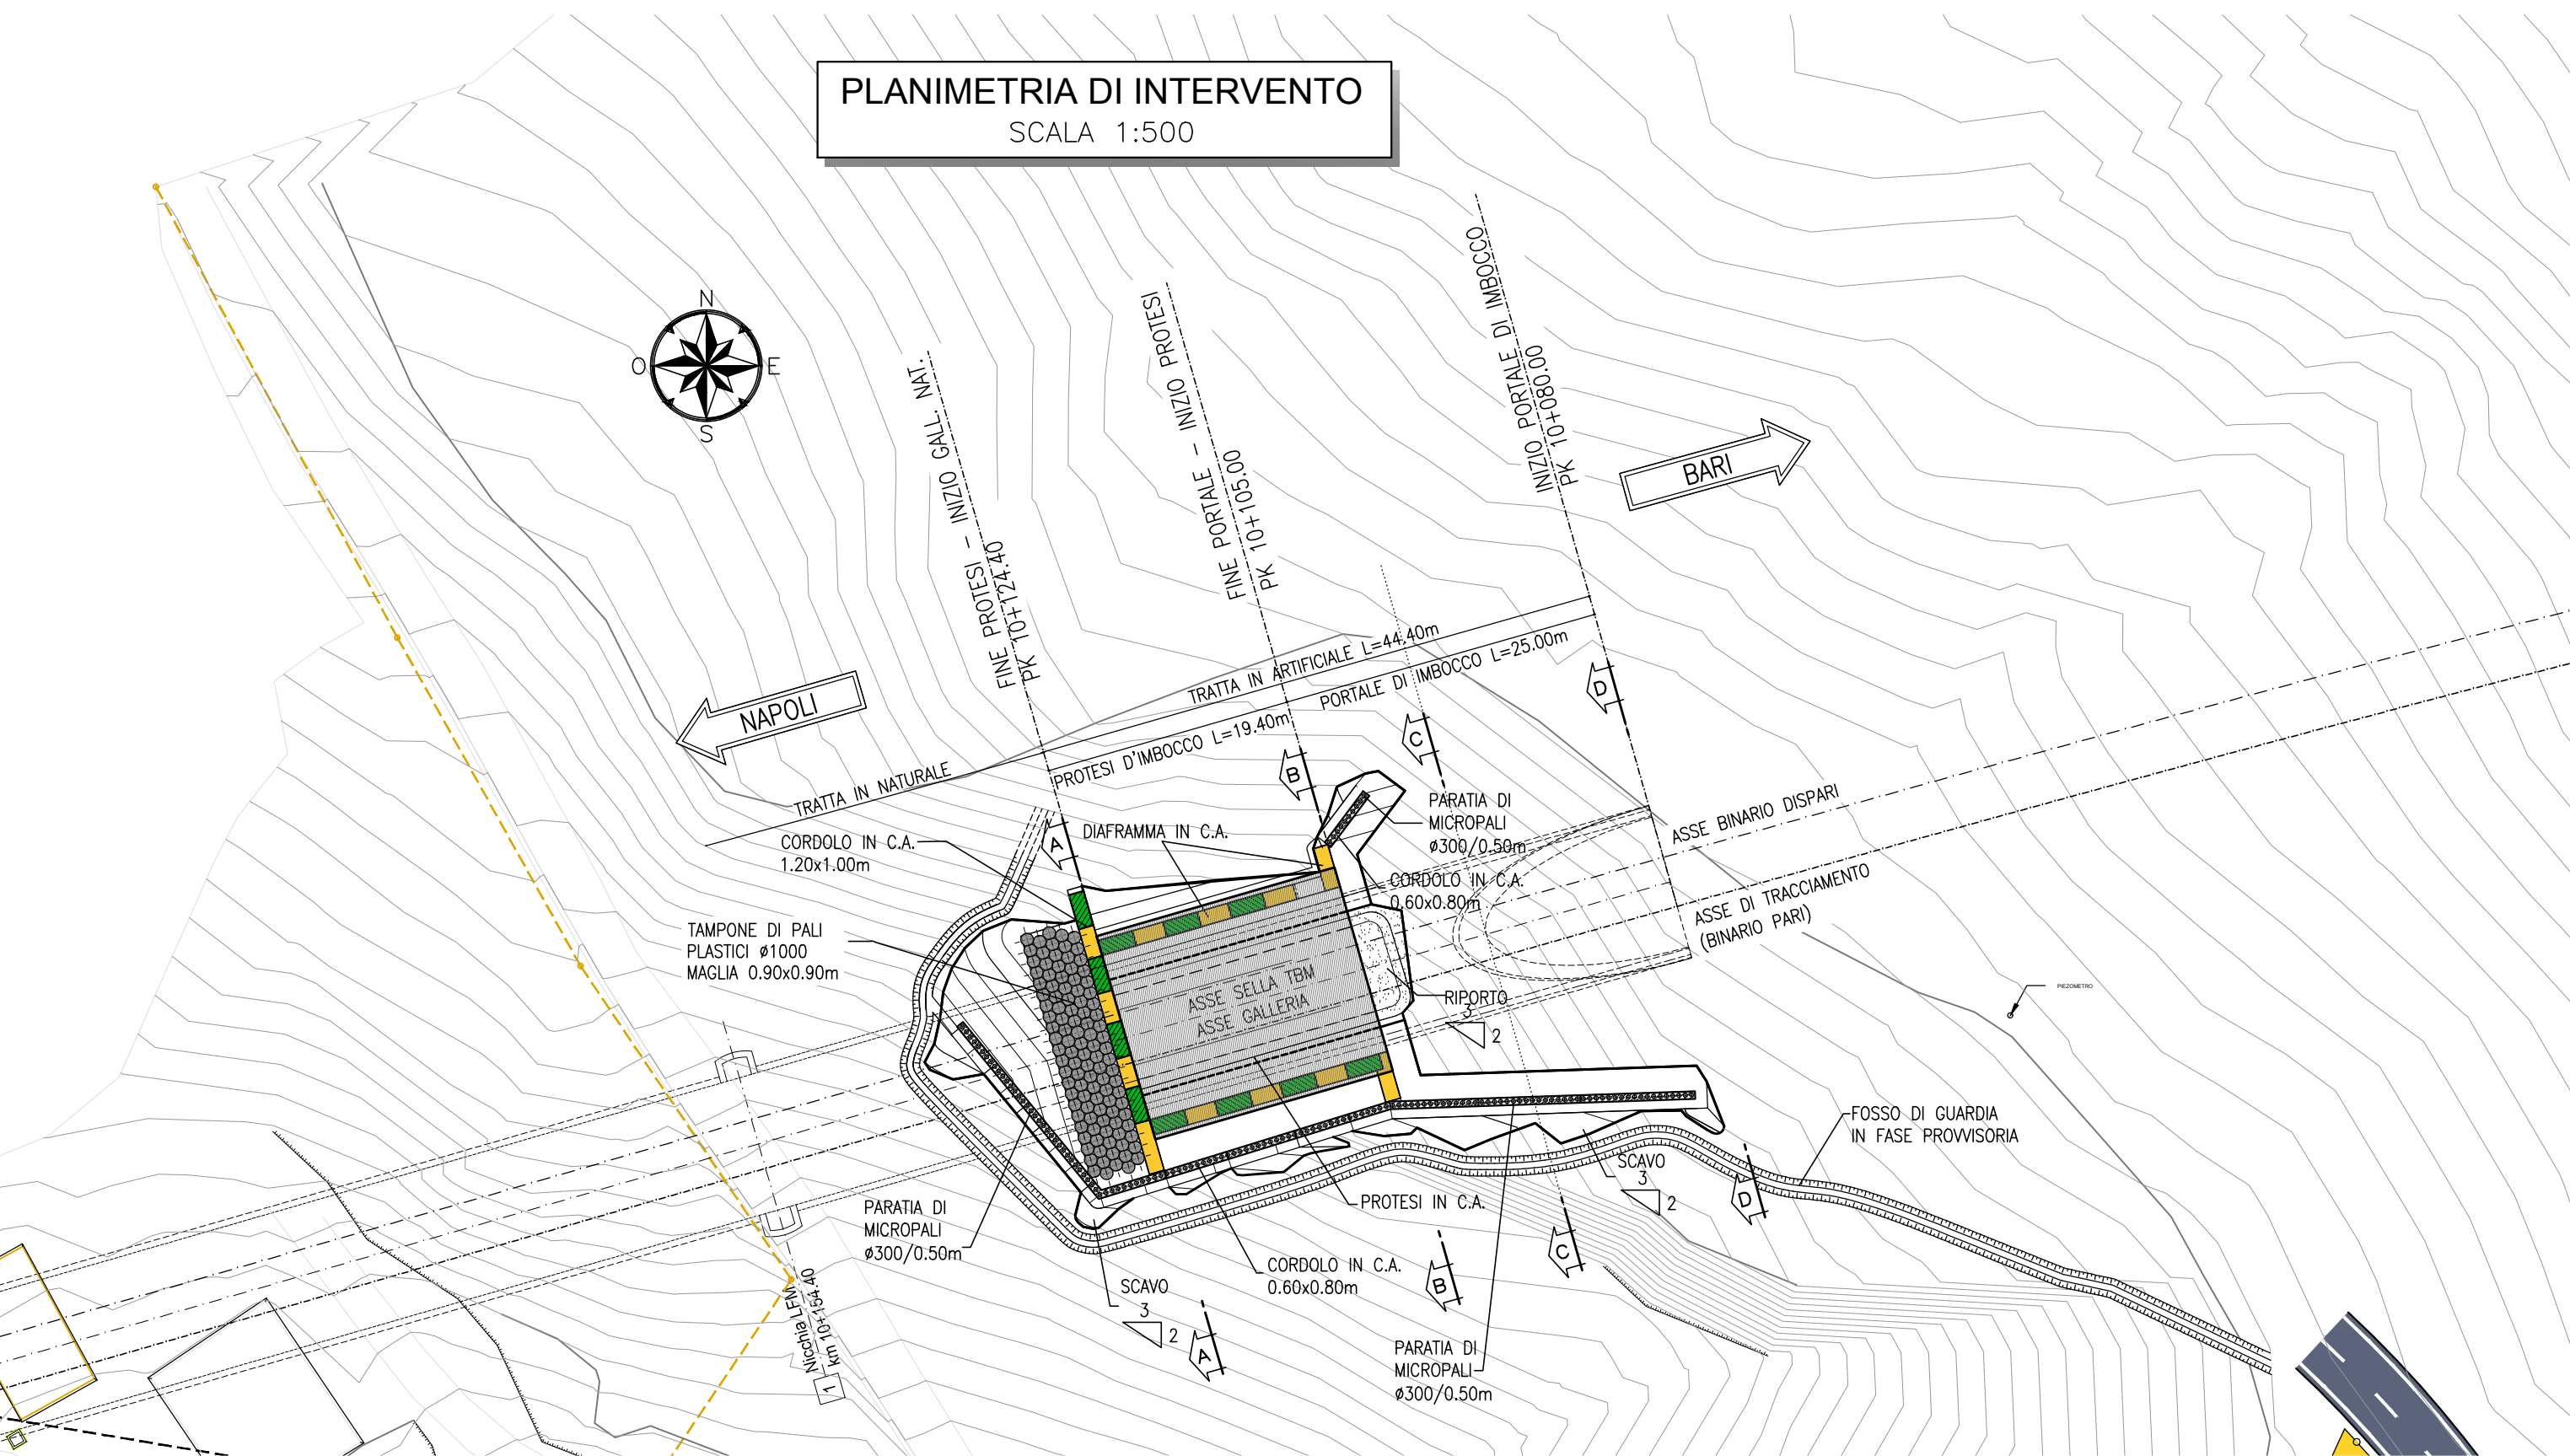 PLANIMETRIA DI INTERVENTO
SCALA 1:500
N
O
E
S
FINE PROTESI - INIZIO GALL. NAT.
PK 10+124.40
FINE PORTALE - INIZIO PROTESI
PK 10+105.00
INIZIO PORTALE DI IMBOCCO
PK 10+080.00
BARI
NAPOLI
TRATTA IN ARTIFICIALE L=44.40m
PORTALE DI IMBOCCO L=25.00m
PROTESI D'IMBOCCO L=19.40m
TRATTA IN NATURALE
A
B
C
D
CORDOLO IN C.A.
1.20x1.00m
DIAFRAMMA IN C.A.
PARATIA DI
MICROPALI
ø300/0.50m
CORDOLO IN C.A.
0.60x0.80m
ASSE BINARIO DISPARI
ASSE DI TRACCIAMENTO
(BINARIO PARI)
TAMPONE DI PALI
PLASTICI ø1000
MAGLIA 0.90x0.90m
ASSE SELLA TBM
ASSE GALLERIA
RIPORTO
3
2
PIEZOMETRO
FOSSO DI GUARDIA
IN FASE PROVVISORIA
SCAVO
3
2
D
PROTESI IN C.A.
PARATIA DI
MICROPALI
ø300/0.50m
CORDOLO IN C.A.
0.60x0.80m
C
B
SCAVO
3
2
A
PARATIA DI
MICROPALI
ø300/0.50m
1
Nicchia LFM
km 10+154.40